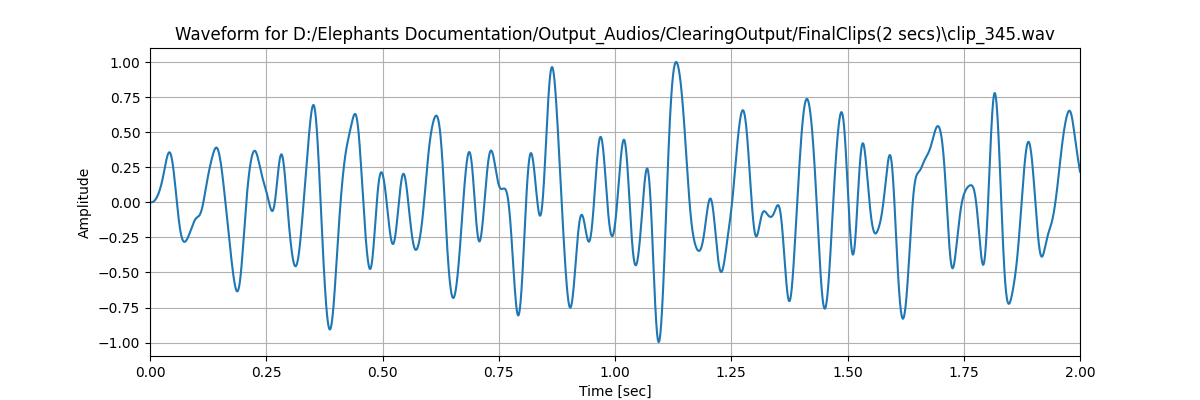 Waveform for D:/Elephants Documentation/Output_Audios/ClearingOutput/FinalClips(2 secs)\clip_345.wav
Amplitude
1.00
0.75
0.50
0.25
0.00
−0.25
−0.50
−0.75
−1.00
0.00 0.25 0.50 0.75 1.00 1.25 1.50 1.75 2.00
Time [sec]